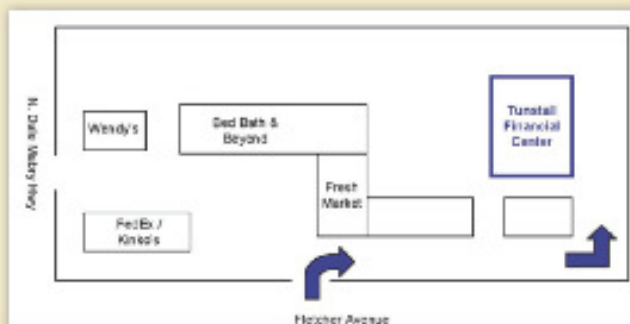 Wendy's
Bed Bath &
Beyond
Tunstall
Financial
Center
N. Dale Mabry Hwy
Fresh
Market
FedEx /
Kinko's
Fletcher Avenue